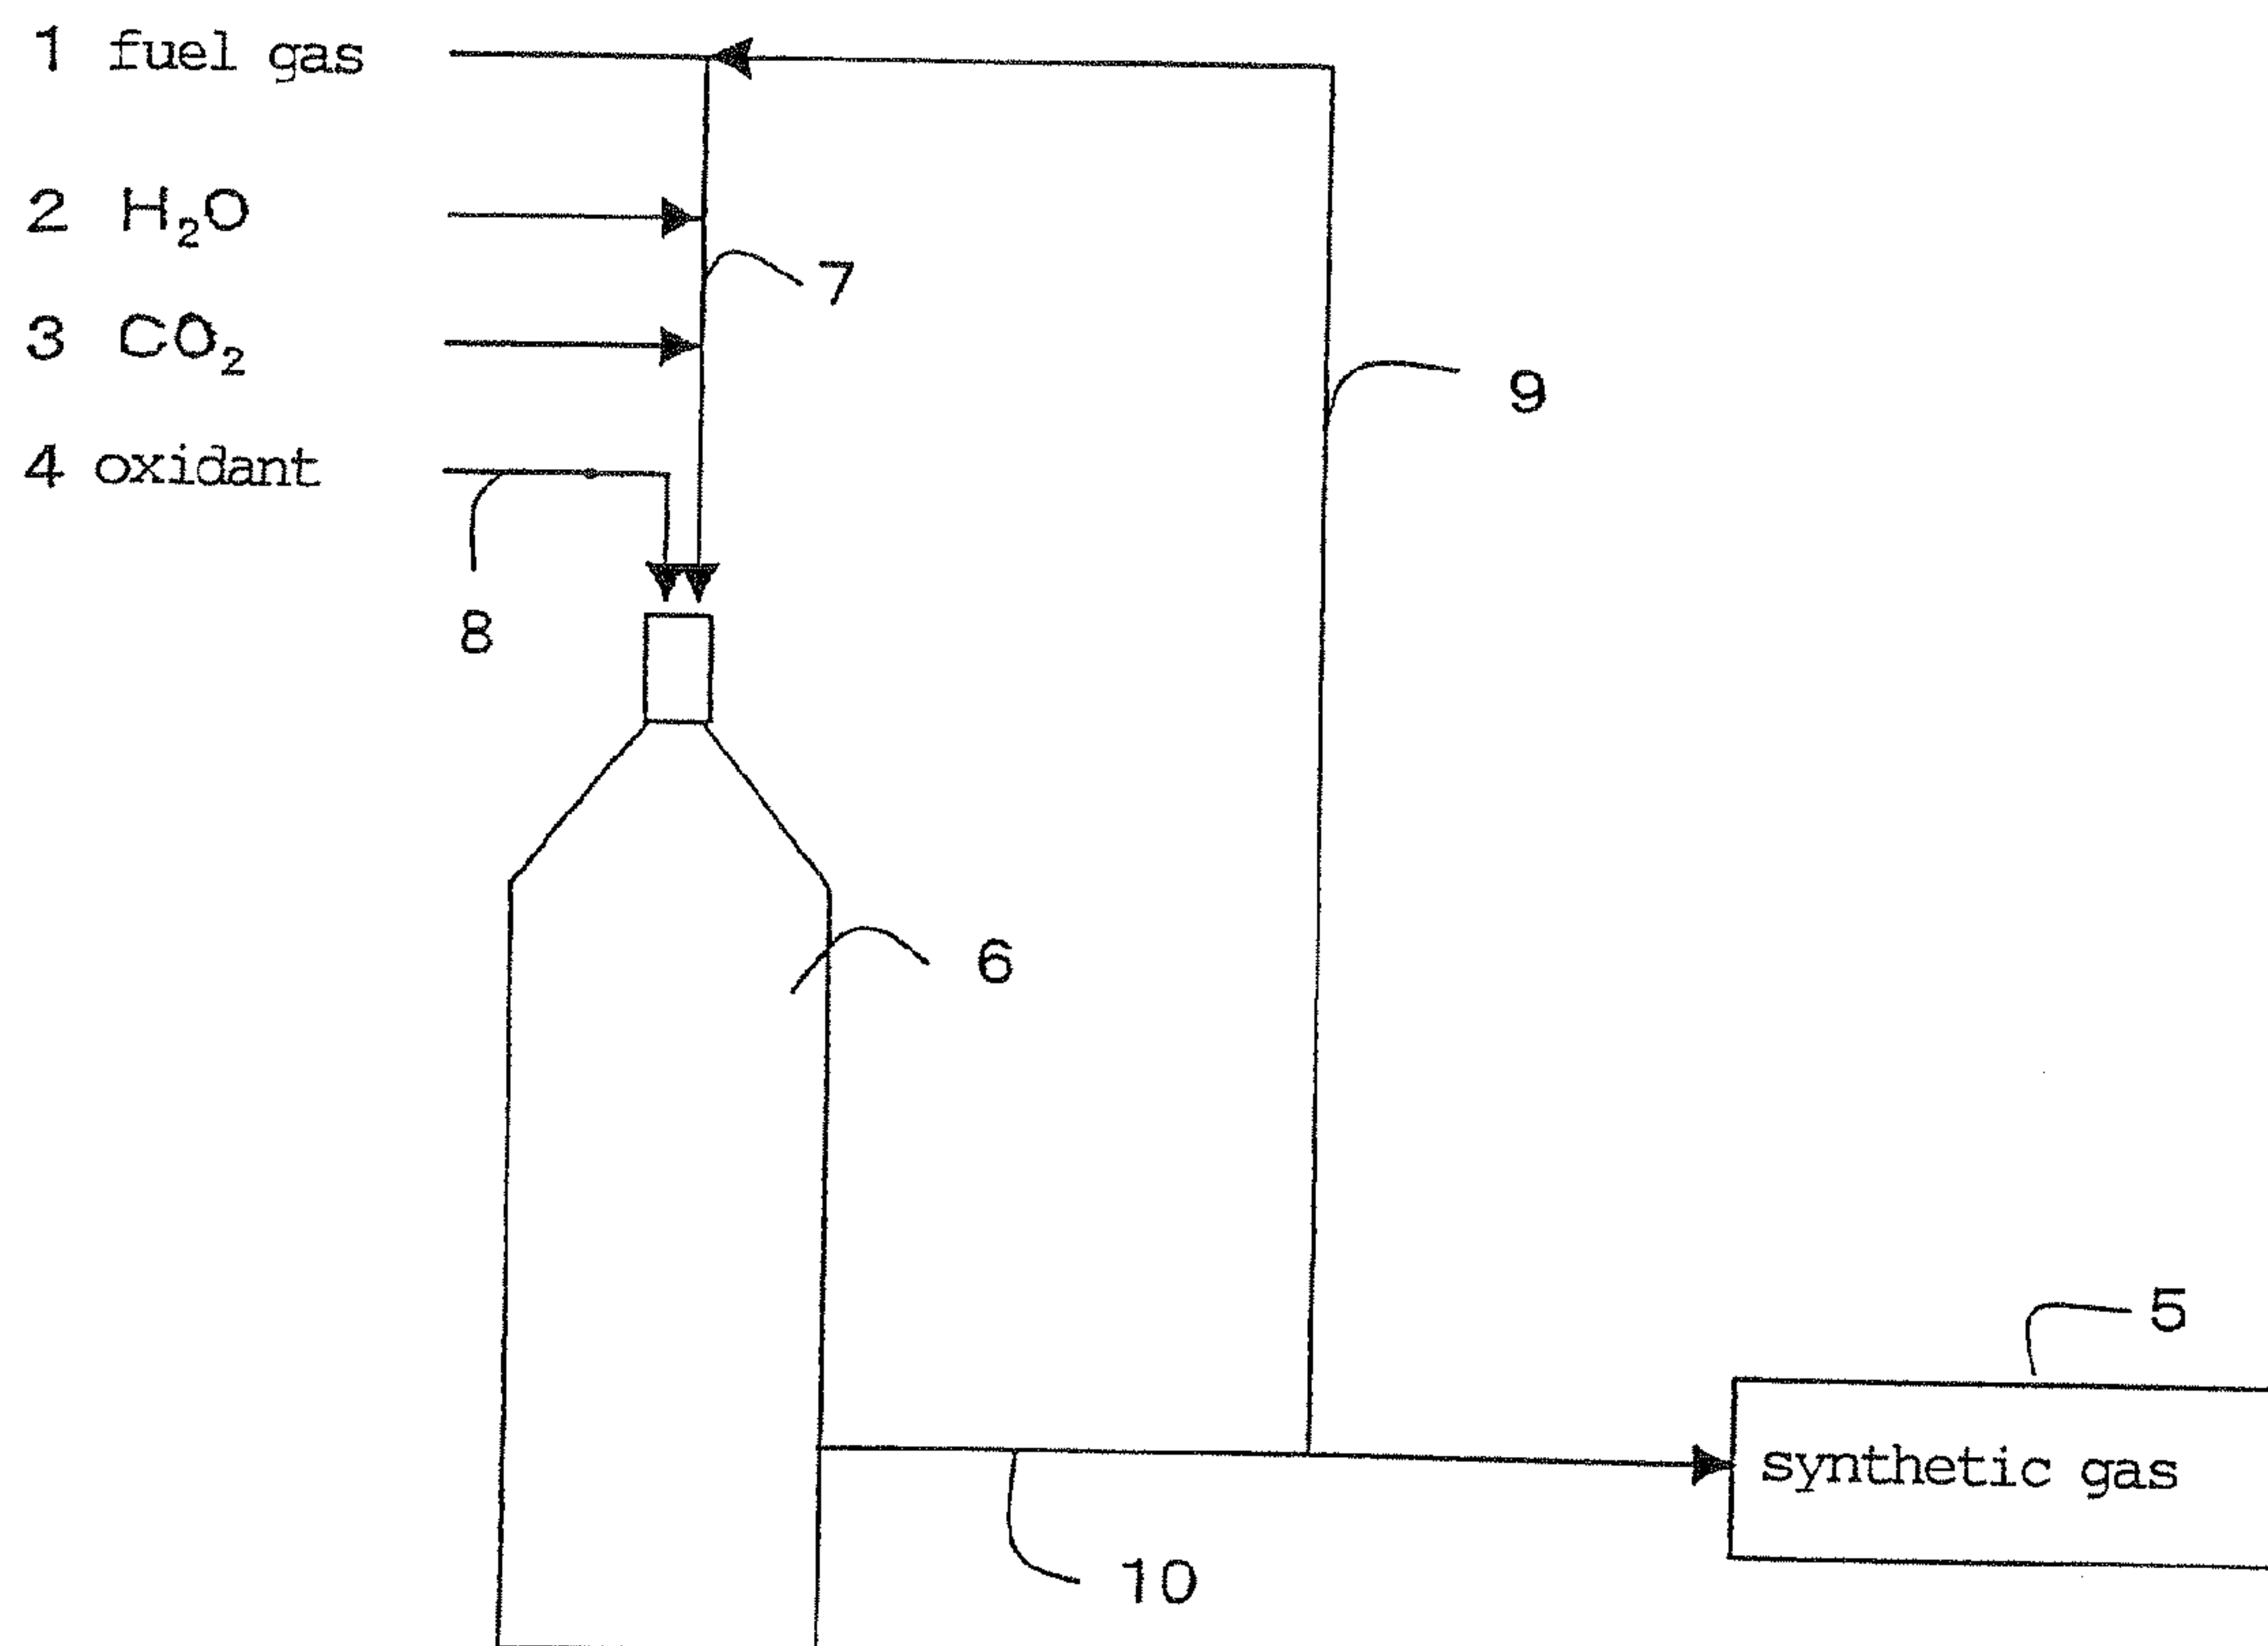 1 fuel gas
2 H₂O
7
3 CO₂
9
4 oxidant
8
6
5
synthetic gas
10